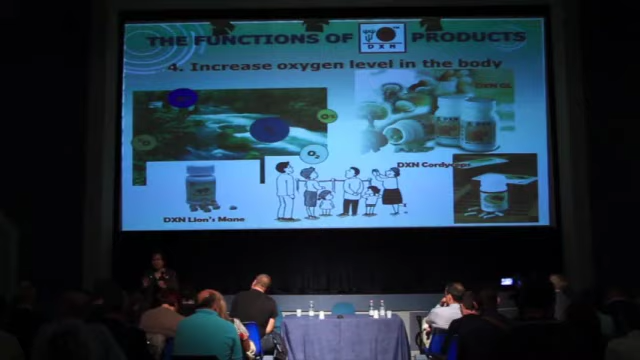 THE FUNCTIONS OF DXN PRODUCTS
4. Increase oxygen level in the body
DXN GL
O₂
DXN Cordyceps
DXN Lion's Mane